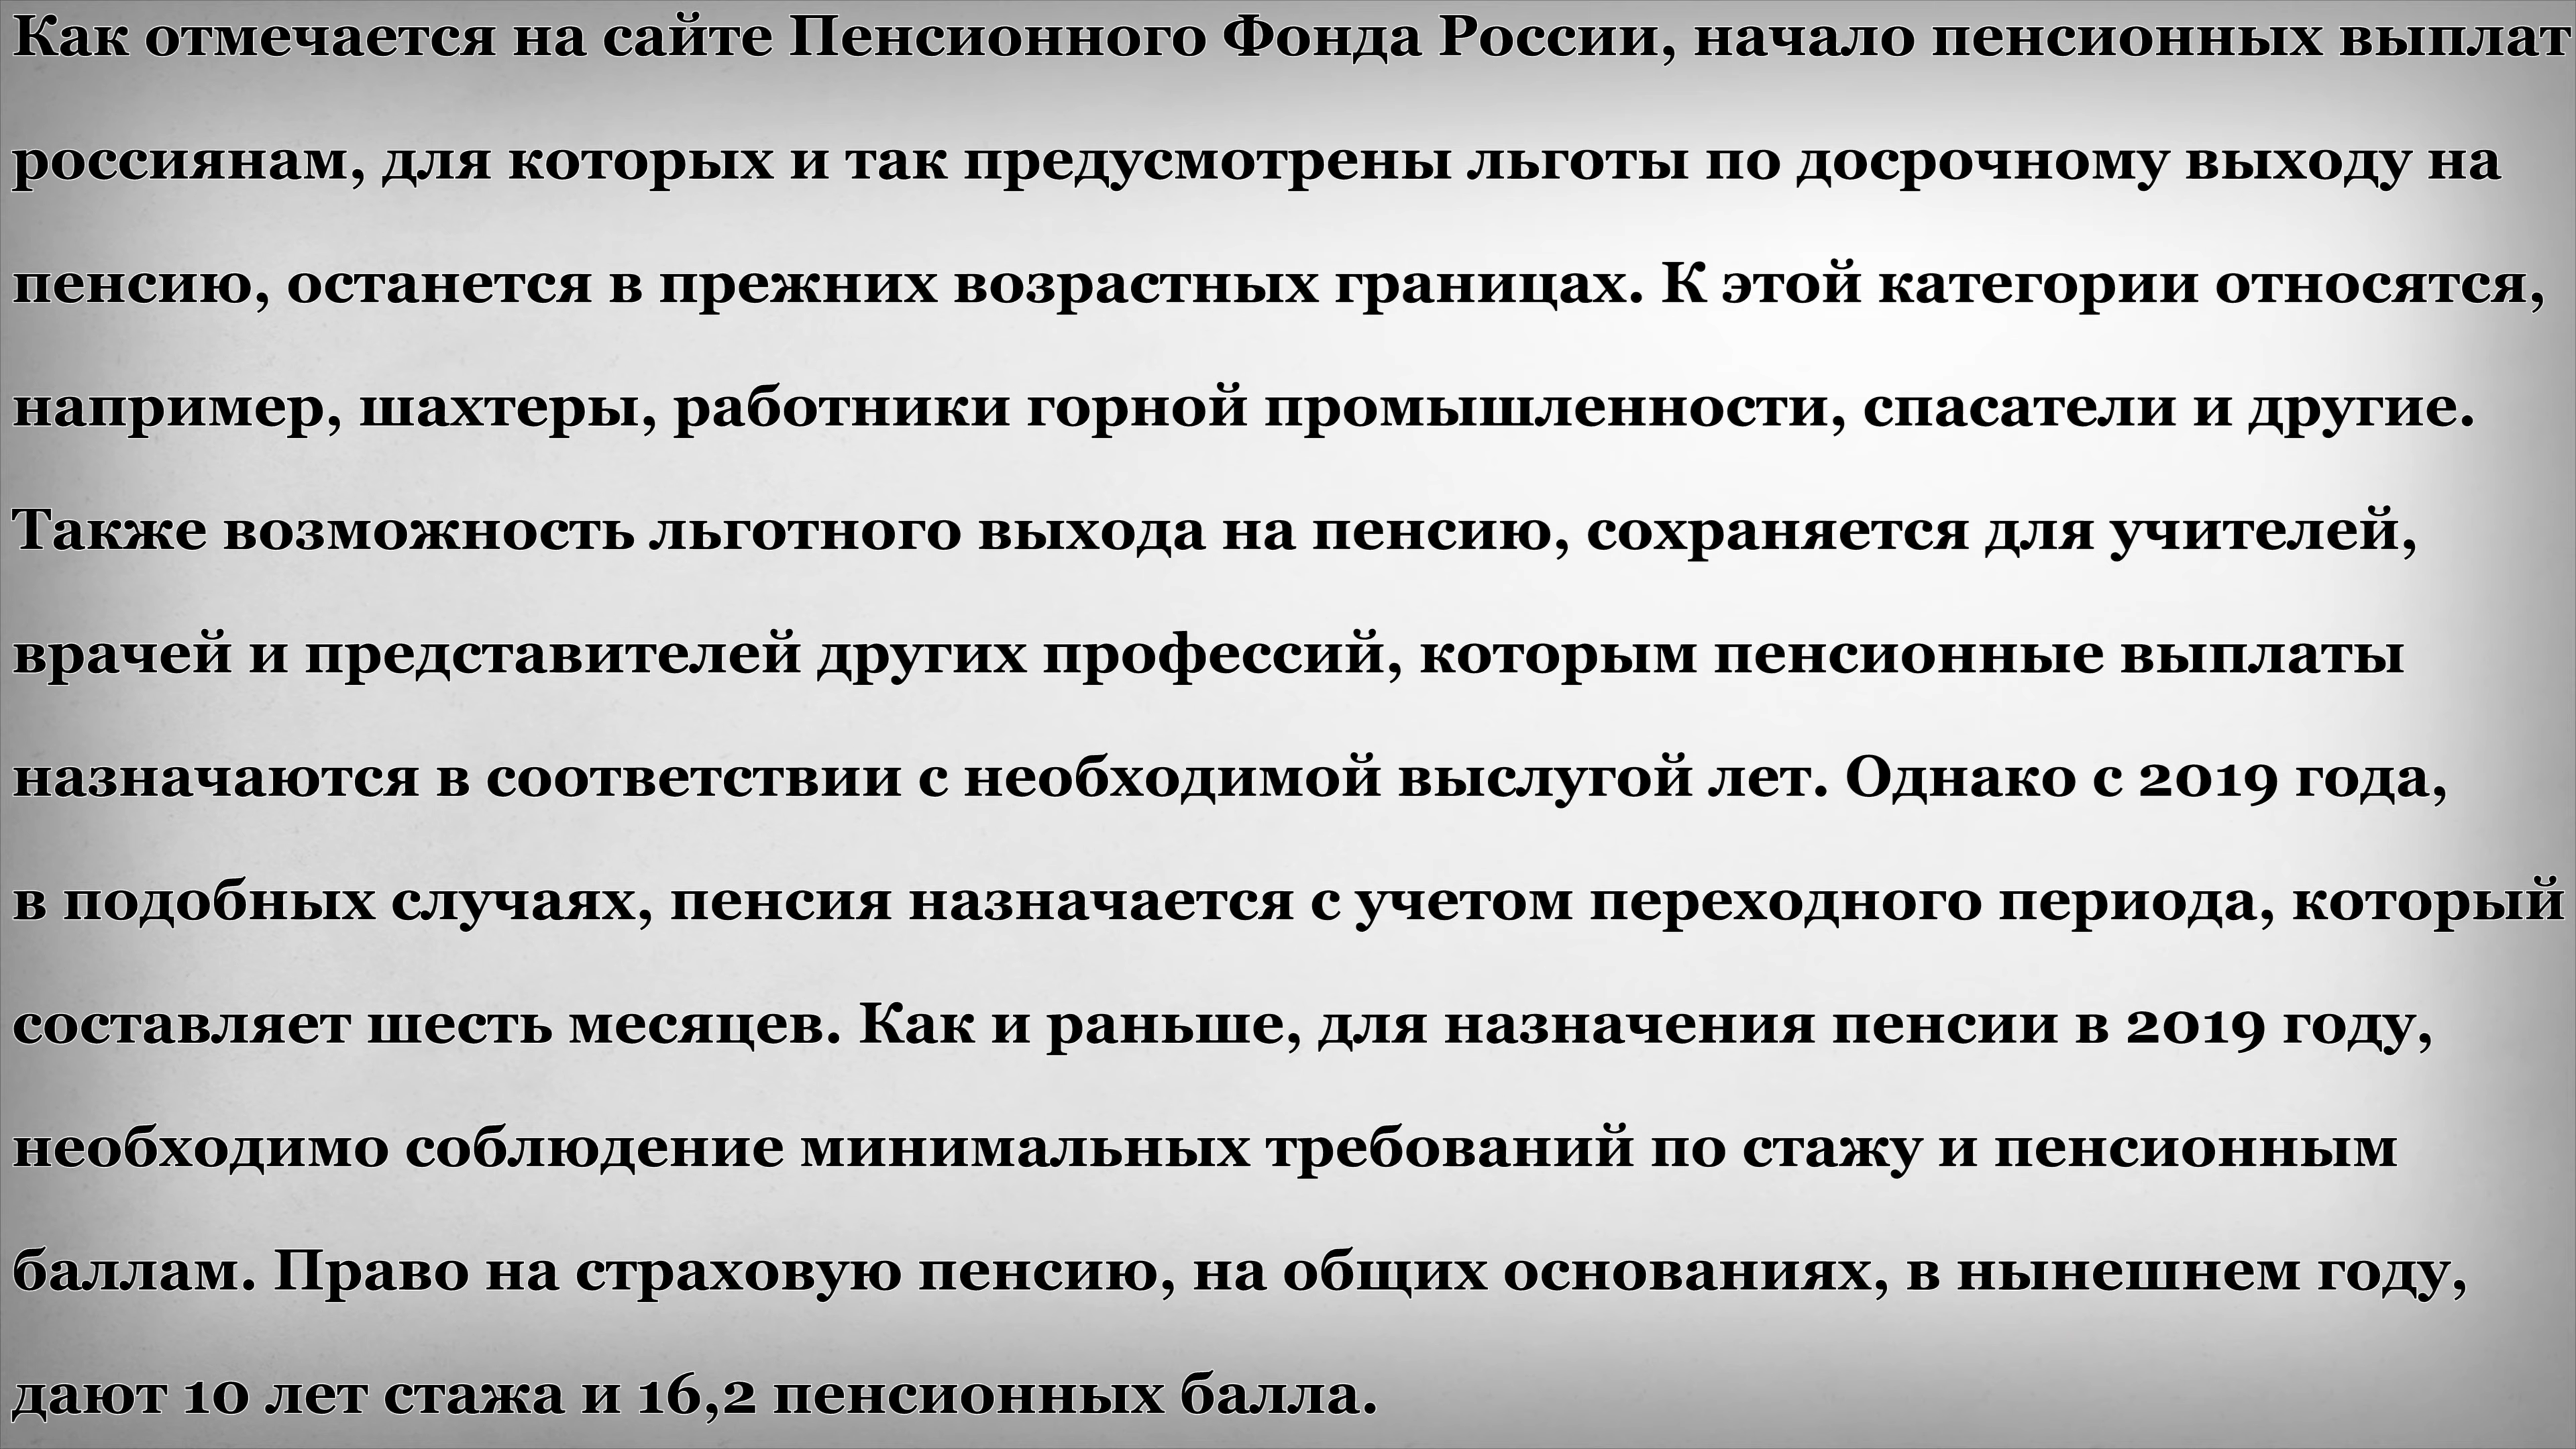 Как отмечается на сайте Пенсионного Фонда России, начало пенсионных выплат
россиянам, для которых и так предусмотрены льготы по досрочному выходу на
пенсию, останется в прежних возрастных границах. К этой категории относятся,
например, шахтеры, работники горной промышленности, спасатели и другие.
Также возможность льготного выхода на пенсию, сохраняется для учителей,
врачей и представителей других профессий, которым пенсионные выплаты
назначаются в соответствии с необходимой выслугой лет. Однако с 2019 года,
в подобных случаях, пенсия назначается с учетом переходного периода, который
составляет шесть месяцев. Как и раньше, для назначения пенсии в 2019 году,
необходимо соблюдение минимальных требований по стажу и пенсионным
баллам. Право на страховую пенсию, на общих основаниях, в нынешнем году,
дают 10 лет стажа и 16,2 пенсионных балла.